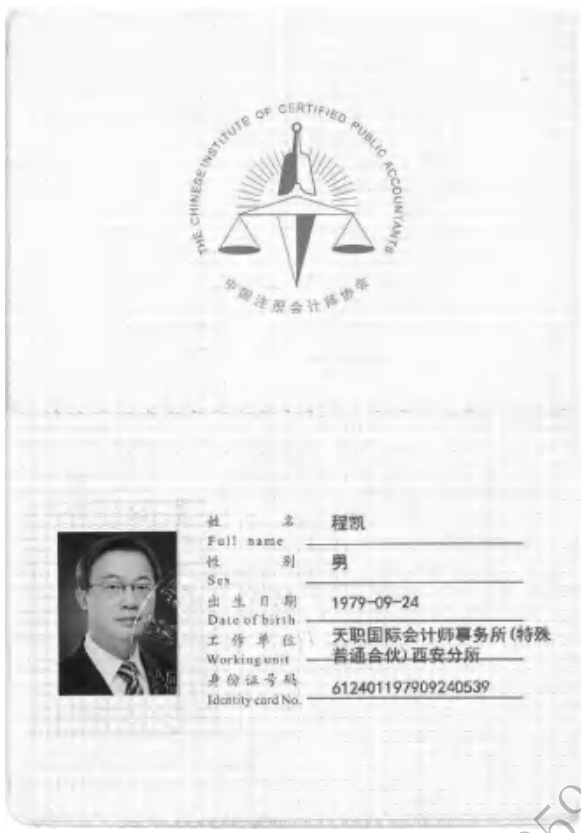 THE CHINESE INSTITUTE OF CERTIFIED PUBLIC ACCOUNTANTS
中国注册会计师协会
姓 名 程凯
Full name
性 别 男
Sex
出 生 日 期 1979-09-24
Date of birth
工 作 单 位 天职国际会计师事务所(特殊
Working unit 普通合伙)西安分所
身份证号码 612401197909240539
Identity card No.